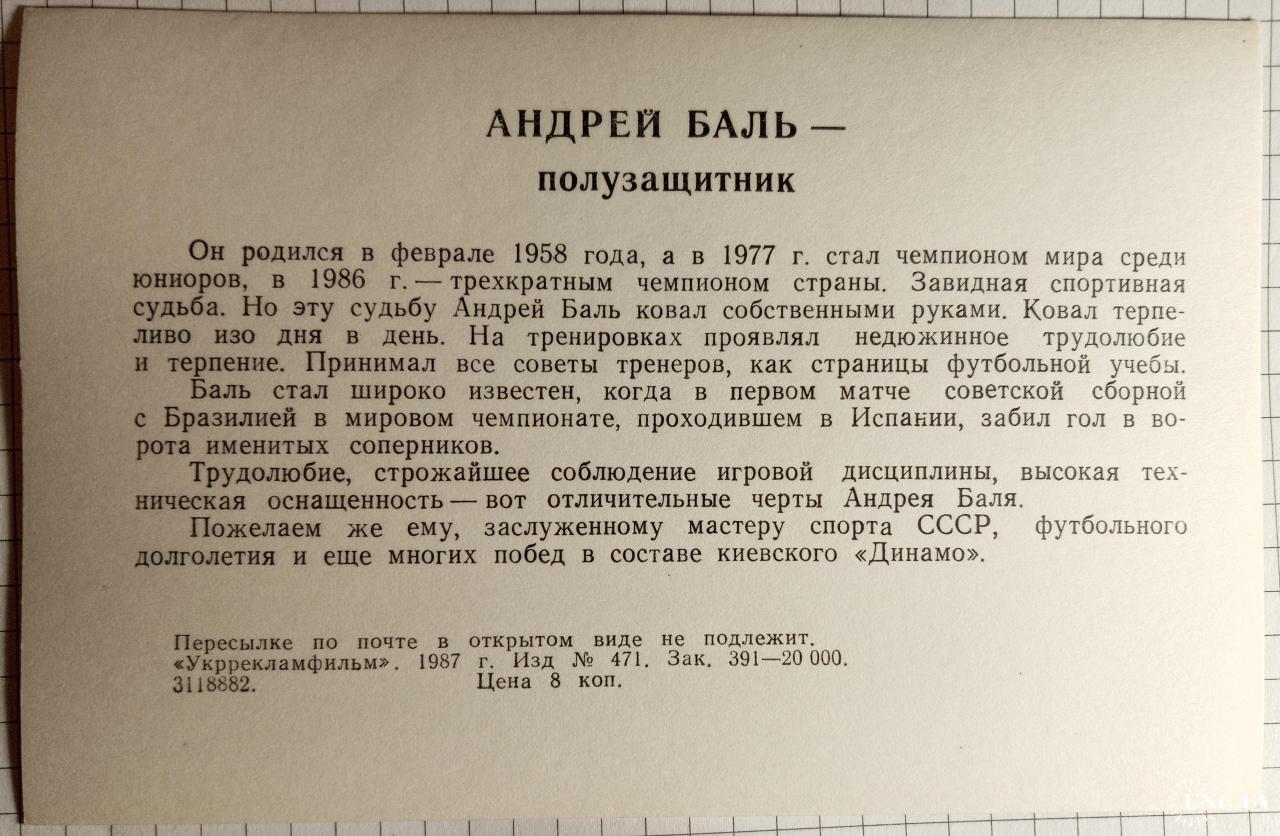 АНДРЕЙ БАЛЬ —
полузащитник
Он родился в феврале 1958 года, а в 1977 г. стал чемпионом мира среди
юниоров, в 1986 г. — трехкратным чемпионом страны. Завидная спортивная
судьба. Но эту судьбу Андрей Баль ковал собственными руками. Ковал терпе-
ливо изо дня в день. На тренировках проявлял недюжинное трудолюбие
и терпение. Принимал все советы тренеров, как страницы футбольной учебы.
Баль стал широко известен, когда в первом матче советской сборной
с Бразилией в мировом чемпионате, проходившем в Испании, забил гол в во-
рота именитых соперников.
Трудолюбие, строжайшее соблюдение игровой дисциплины, высокая тех-
ническая оснащенность — вот отличительные черты Андрея Баля.
Пожелаем же ему, заслуженному мастеру спорта СССР, футбольного
долголетия и еще многих побед в составе киевского «Динамо».
Пересылке по почте в открытом виде не подлежит.
«Укррекламфильм». 1987 г. Изд № 471. Зак. 391—20 000.
3118882. Цена 8 коп.
UNC.UA